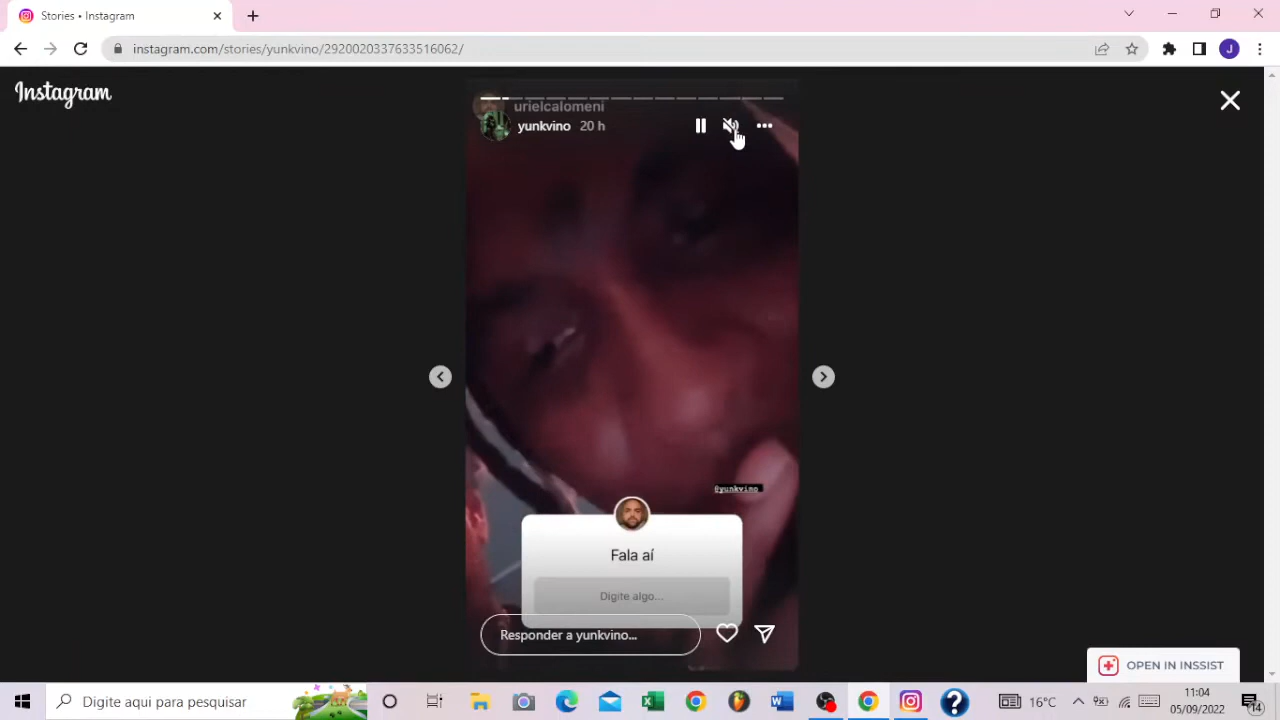 Stories • Instagram
instagram.com/stories/yunkvino/2920020337633516062/
J
Instagram
urielcalomeni
yunkvino 20 h
@yunkvino
Fala aí
Digite algo...
Responder a yunkvino...
OPEN IN INSSIST
Digite aqui para pesquisar
16°C
11:04
05/09/2022
14